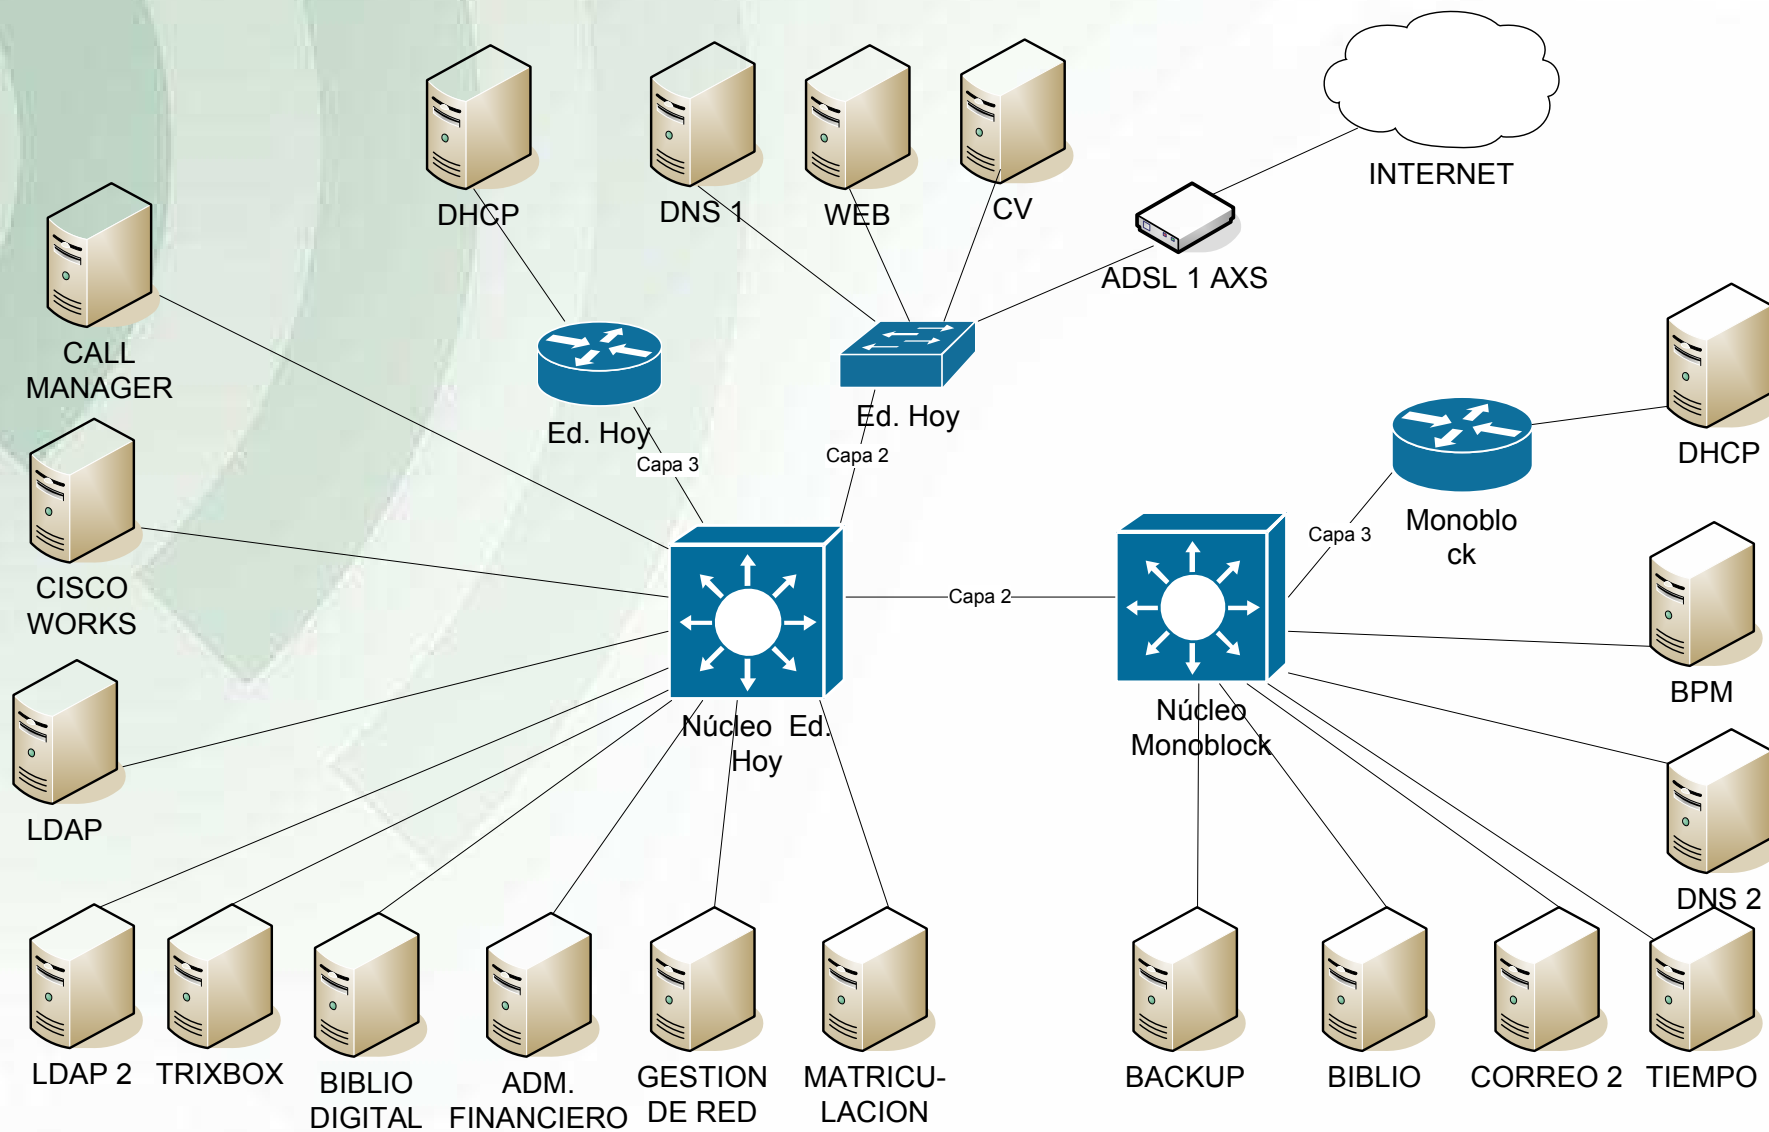 INTERNET
DHCP
DNS 1
WEB
CV
ADSL 1 AXS
CALL
MANAGER
Ed. Hoy
Ed. Hoy
Capa 3
Capa 2
DHCP
Monoblo
ck
Capa 3
CISCO
WORKS
Capa 2
BPM
Núcleo Ed.
Hoy
Núcleo
Monoblock
LDAP
DNS 2
LDAP 2
TRIXBOX
BIBLIO
DIGITAL
ADM.
FINANCIERO
GESTION
DE RED
MATRICU-
LACION
BACKUP
BIBLIO
CORREO 2
TIEMPO